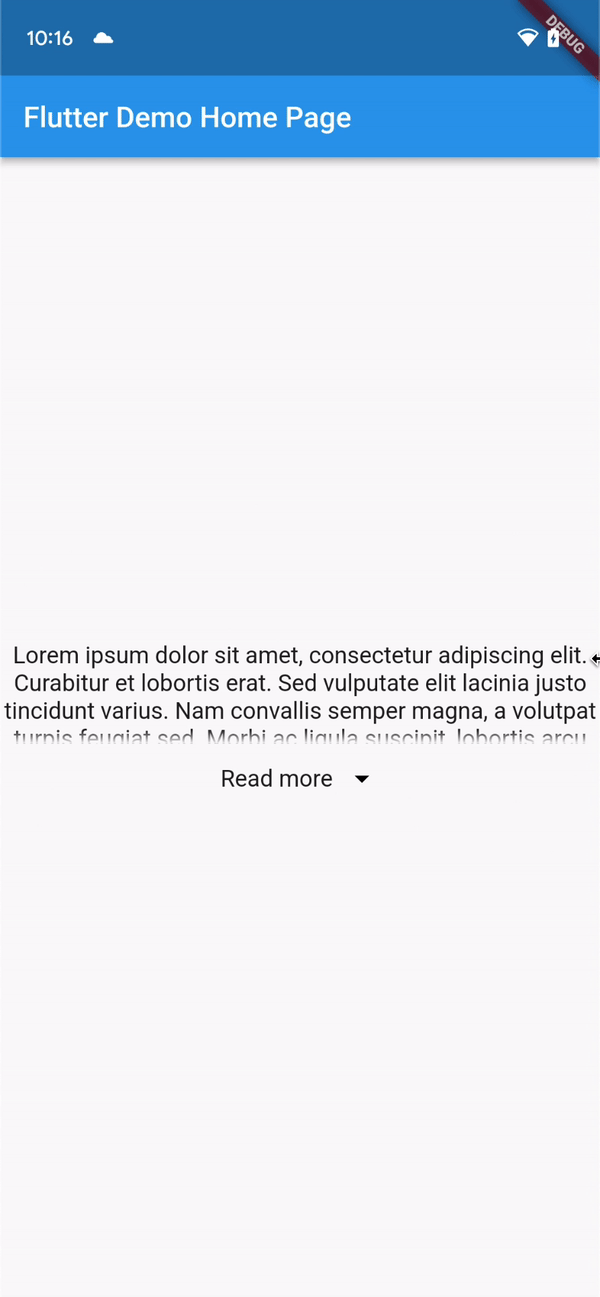 10:16
DEBUG
Flutter Demo Home Page
Lorem ipsum dolor sit amet, consectetur adipiscing elit.
Curabitur et lobortis erat. Sed vulputate elit lacinia justo
tincidunt varius. Nam convallis semper magna, a volutpat
turpis feugiat sed. Morbi ac ligula suscipit, lobortis arcu
Read more